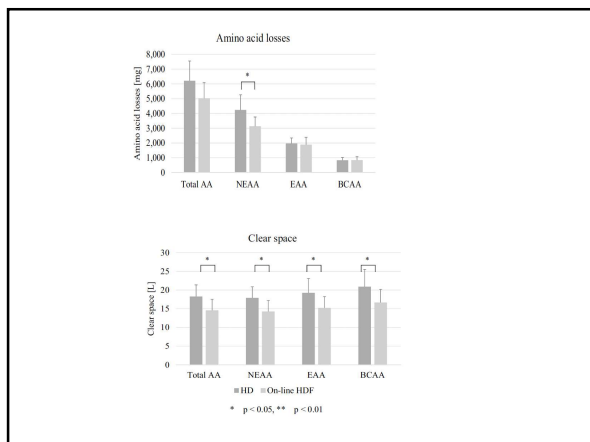 Amino acid losses
Amino acid losses [mg]
8,000
7,000
6,000
5,000
4,000
3,000
2,000
1,000
0
*
Total AA NEAA EAA BCAA
Clear space
Clear space [L]
30
25
20
15
10
5
0
* * * *
Total AA NEAA EAA BCAA
HD On-line HDF
* p < 0.05, ** p < 0.01